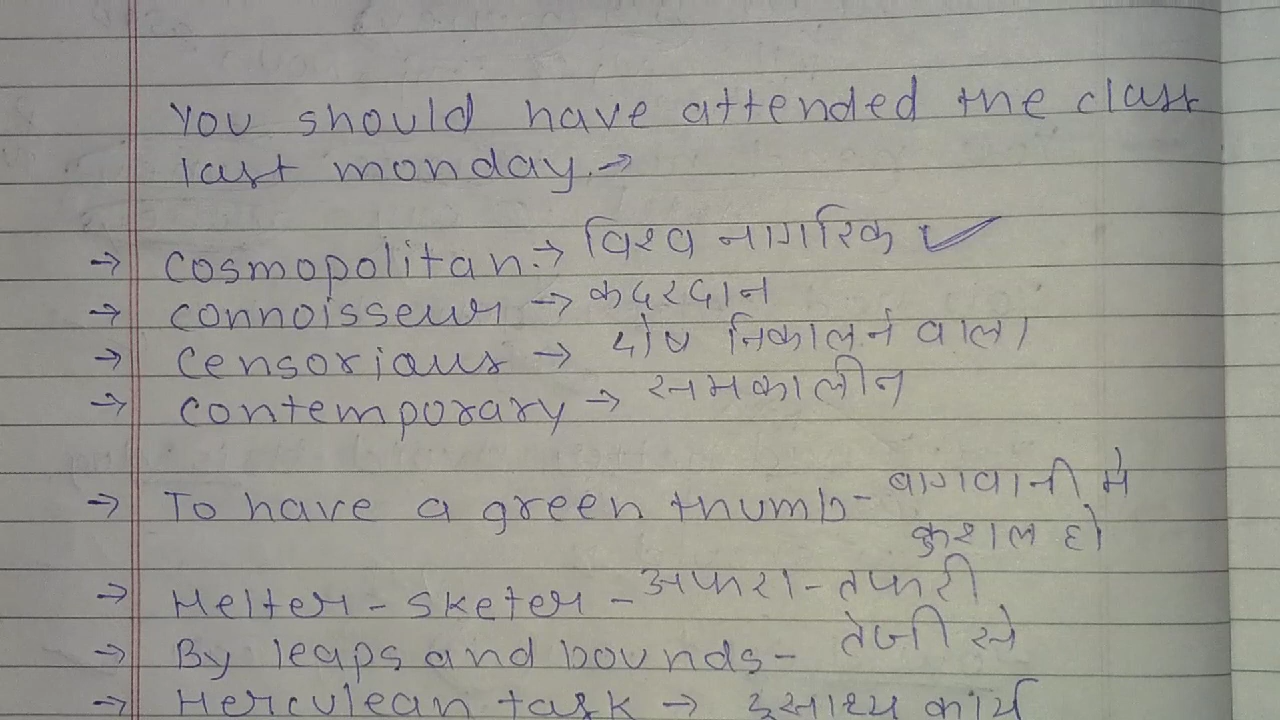 You should have attended the class
last monday. →
→ Cosmopolitan. → विश्व नागरिक ✓
→ Connoisseur → कदरदान
→ Censorious → दोष निकालने वाला
→ Contemporary → समकालीन
→ To have a green thumb - बागवानी मे
कुशल हो
→ Helter - sketer - अफरा - तफरी
→ By leaps and bounds - तेजी से
→ Herculean task → दुसाध्य कार्य